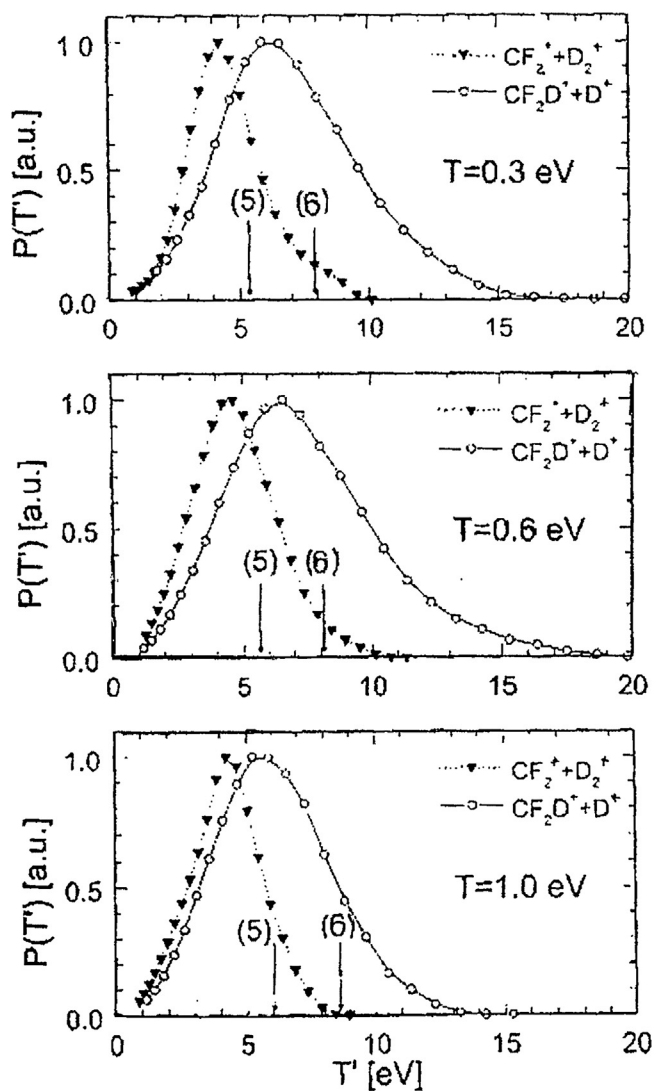 1.0
CF₂⁺+D₂⁺
CF₂D⁺+D⁺
P(T') [a.u.]
0.5
(5) (6)
T=0.3 eV
0.0
0 5 10 15 20
1.0
CF₂⁺+D₂⁺
CF₂D⁺+D⁺
P(T') [a.u.]
0.5
(5) (6)
T=0.6 eV
0.0
0 5 10 15 20
1.0
CF₂⁺+D₂⁺
CF₂D⁺+D⁺
P(T') [a.u.]
0.5
(5) (6)
T=1.0 eV
0.0
0 5 10 15 20
T' [eV]